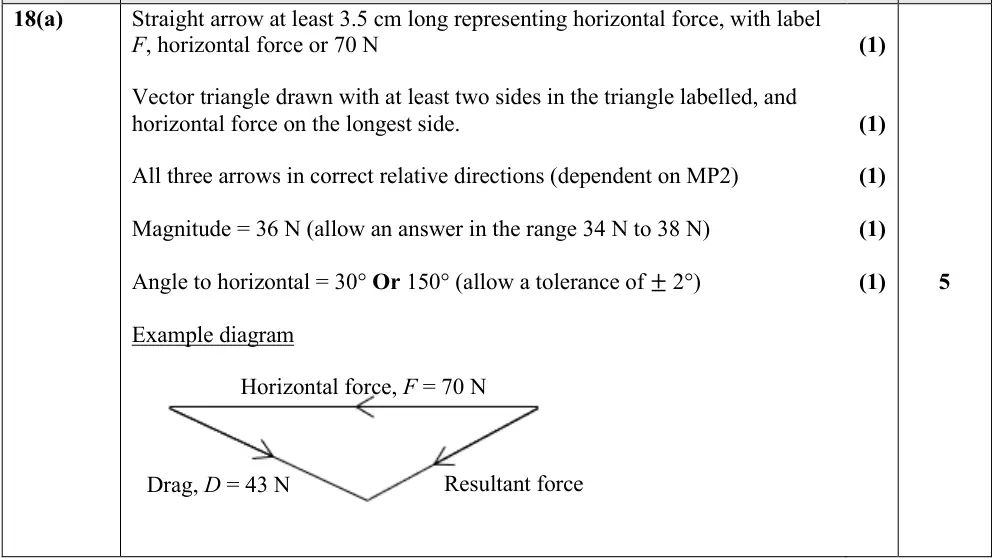 18(a)
Straight arrow at least 3.5 cm long representing horizontal force, with label
F, horizontal force or 70 N (1)
Vector triangle drawn with at least two sides in the triangle labelled, and
horizontal force on the longest side. (1)
All three arrows in correct relative directions (dependent on MP2) (1)
Magnitude = 36 N (allow an answer in the range 34 N to 38 N) (1)
Angle to horizontal = 30° Or 150° (allow a tolerance of ± 2°) (1) 5
Example diagram
Horizontal force, F = 70 N
Drag, D = 43 N
Resultant force